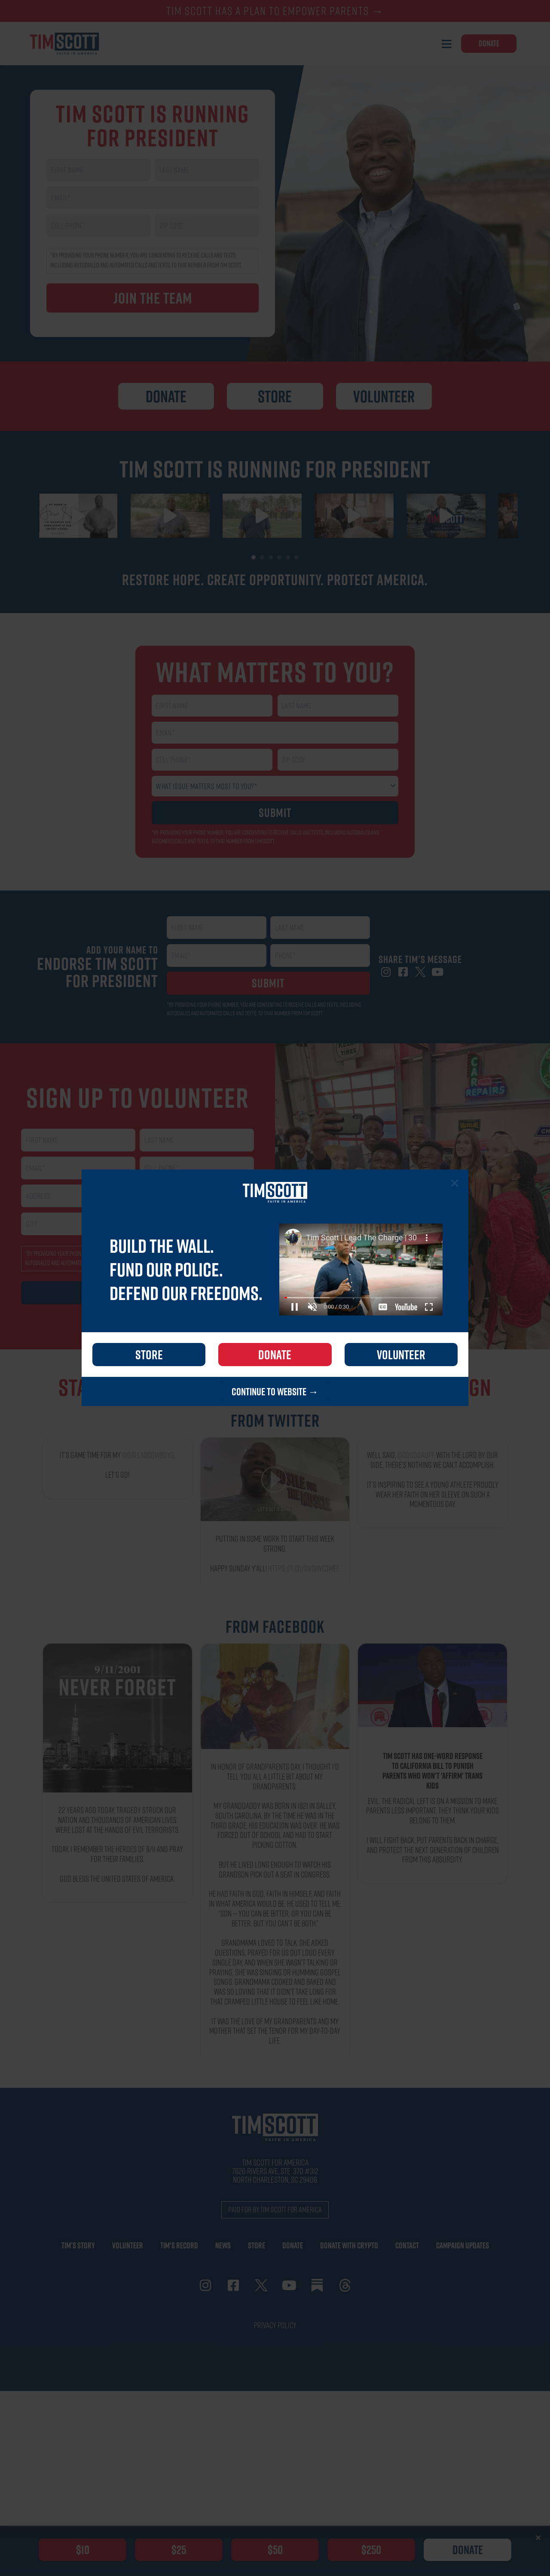 TIM SCOTT HAS A PLAN TO EMPOWER PARENTS →
TIMSCOTT
DONATE
TIM SCOTT IS RUNNING
FOR PRESIDENT
JOIN THE TEAM
DONATE
STORE
VOLUNTEER
TIM SCOTT IS RUNNING FOR PRESIDENT
RESTORE HOPE. CREATE OPPORTUNITY. PROTECT AMERICA.
WHAT MATTERS TO YOU?
WHAT ISSUE MATTERS MOST TO YOU?*
SUBMIT
ADD YOUR NAME TO
ENDORSE TIM SCOTT
FOR PRESIDENT
SUBMIT
SHARE TIM'S MESSAGE
SIGN UP TO VOLUNTEER
CAR
REPAIRS
TIMSCOTT
FAITH IN AMERICA
BUILD THE WALL.
FUND OUR POLICE.
DEFEND OUR FREEDOMS.
Tim Scott | Lead The Charge | 30
0:00 / 0:30
YouTube
STORE
DONATE
VOLUNTEER
CONTINUE TO WEBSITE →
FROM TWITTER
IT'S GAME TIME FOR MY
LET'S GO!
PUTTING IN SOME WORK TO START THIS WEEK
STRONG.
HAPPY SUNDAY Y'ALL!
WELL SAID, WITH THE LORD BY OUR
SIDE, THERE'S NOTHING WE CAN'T ACCOMPLISH.
IT'S INSPIRING TO SEE A YOUNG ATHLETE PROUDLY
WEAR HER FAITH ON HER SLEEVE ON SUCH A
MOMENTOUS DAY.
FROM FACEBOOK
9/11/2001
NEVER FORGET
22 YEARS AGO TODAY, TRAGEDY STRUCK OUR
NATION AND THOUSANDS OF AMERICAN LIVES
WERE LOST AT THE HANDS OF EVIL TERRORISTS.
TODAY, I REMEMBER THE HEROES OF 9/11 AND PRAY
FOR THEIR FAMILIES.
GOD BLESS THE UNITED STATES OF AMERICA.
IN HONOR OF GRANDPARENTS DAY, I THOUGHT I'D
TELL YOU ALL A LITTLE BIT ABOUT MY
GRANDPARENTS.
MY GRANDDADDY WAS BORN IN 1921 IN SALLEY,
SOUTH CAROLINA. BY THE TIME HE WAS IN THE
THIRD GRADE, HIS EDUCATION WAS OVER. HE WAS
FORCED OUT OF SCHOOL AND HAD TO START
PICKING COTTON.
BUT HE LIVED LONG ENOUGH TO WATCH HIS
GRANDSON PICK OUT A SEAT IN CONGRESS.
HE HAD FAITH IN GOD, FAITH IN HIMSELF, AND FAITH
IN WHAT AMERICA WOULD BE. HE USED TO TELL ME,
"SON – YOU CAN BE BITTER, OR YOU CAN BE
BETTER, BUT YOU CAN'T BE BOTH."
GRANDMAMA LOVED TO TALK. SHE ASKED
QUESTIONS, PRAYED FOR US OUT LOUD EVERY
SINGLE DAY, AND WHEN SHE WASN'T TALKING OR
PRAYING, SHE WAS SINGING OR HUMMING GOSPEL
SONGS. GRANDMAMA COOKED AND BAKED AND
WAS SO LOVING THAT IT DIDN'T TAKE LONG FOR
THAT CRAMPED LITTLE HOUSE TO FEEL LIKE HOME.
IT WAS THE LOVE OF MY GRANDPARENTS AND MY
MOTHER THAT SET THE TENOR FOR MY DAY-TO-DAY
LIFE.
TIM SCOTT HAS ONE-WORD RESPONSE
TO CALIFORNIA BILL TO PUNISH
PARENTS WHO WON'T 'AFFIRM' TRANS
KIDS
EVIL. THE RADICAL LEFT IS ON A MISSION TO MAKE
PARENTS LESS IMPORTANT. THEY THINK YOUR KIDS
BELONG TO THEM.
I WILL FIGHT BACK, PUT PARENTS BACK IN CHARGE,
AND PROTECT THE NEXT GENERATION OF CHILDREN
FROM THIS ABSURDITY.
TIMSCOTT
FAITH IN AMERICA
TIM SCOTT FOR AMERICA
NORTH CHARLESTON, SC 29406
PAID FOR BY TIM SCOTT FOR AMERICA
TIM'S STORY
VOLUNTEER
TIM'S RECORD
NEWS
STORE
DONATE
DONATE WITH CRYPTO
CONTACT
CAMPAIGN UPDATES
PRIVACY POLICY
$10
$25
$50
$250
DONATE